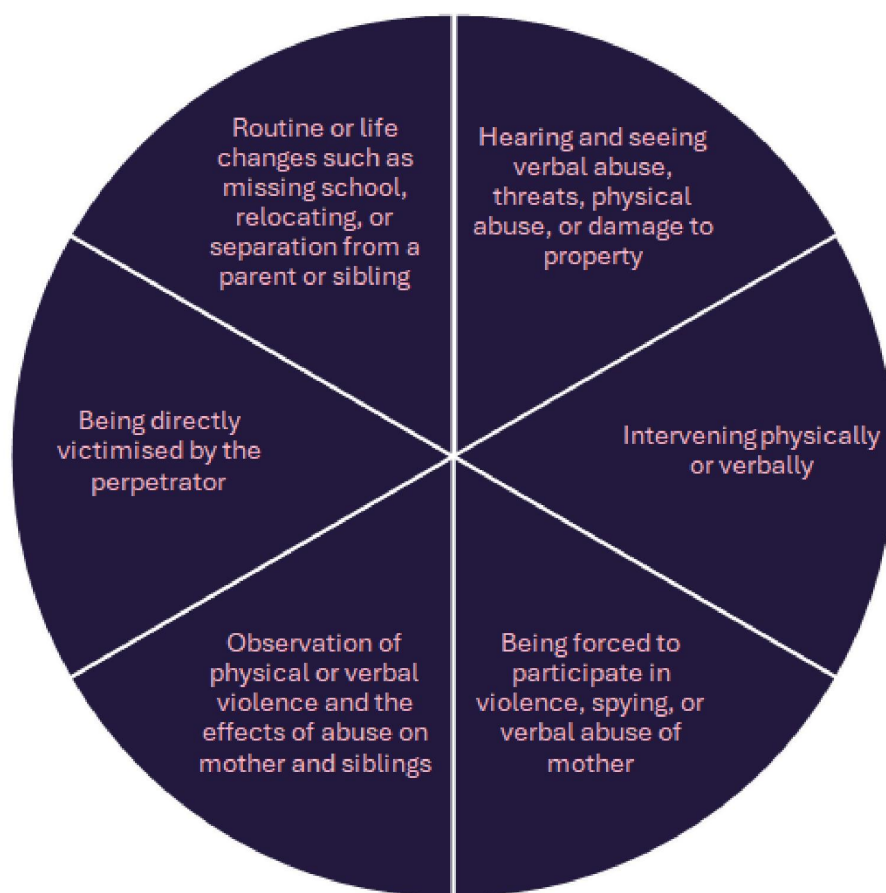 Routine or life
changes such as
missing school,
relocating, or
separation from a
parent or sibling
Hearing and seeing
verbal abuse,
threats, physical
abuse, or damage to
property
Intervening physically
or verbally
Being forced to
participate in
violence, spying, or
verbal abuse of
mother
Observation of
physical or verbal
violence and the
effects of abuse on
mother and siblings
Being directly
victimised by the
perpetrator